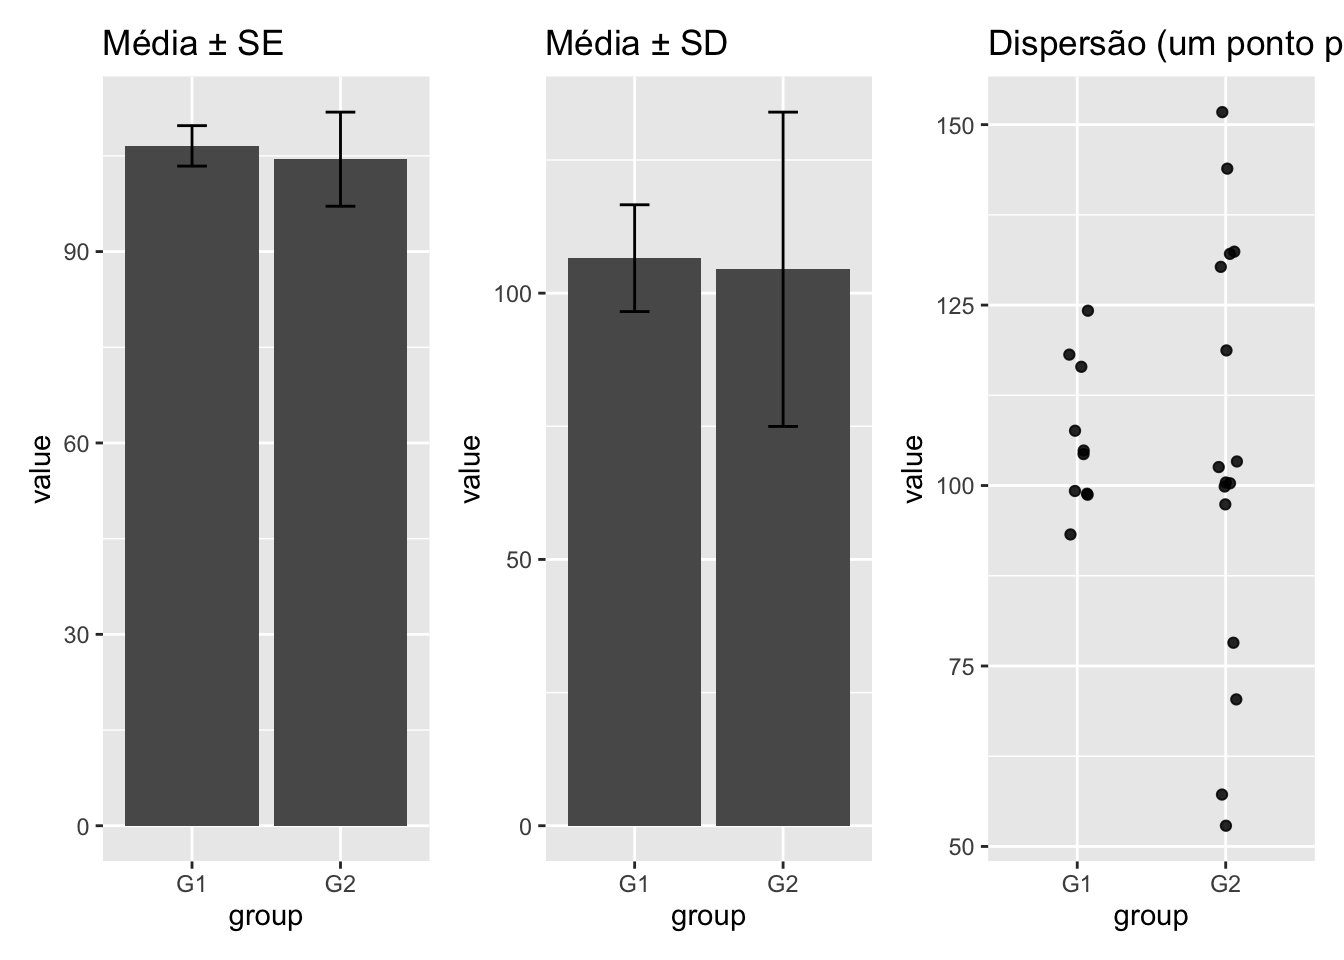 Média ± SE
value
90
60
30
0
G1 G2
group
Média ± SD
value
100
50
0
G1 G2
group
Dispersão (um ponto p
value
150
125
100
75
50
G1 G2
group